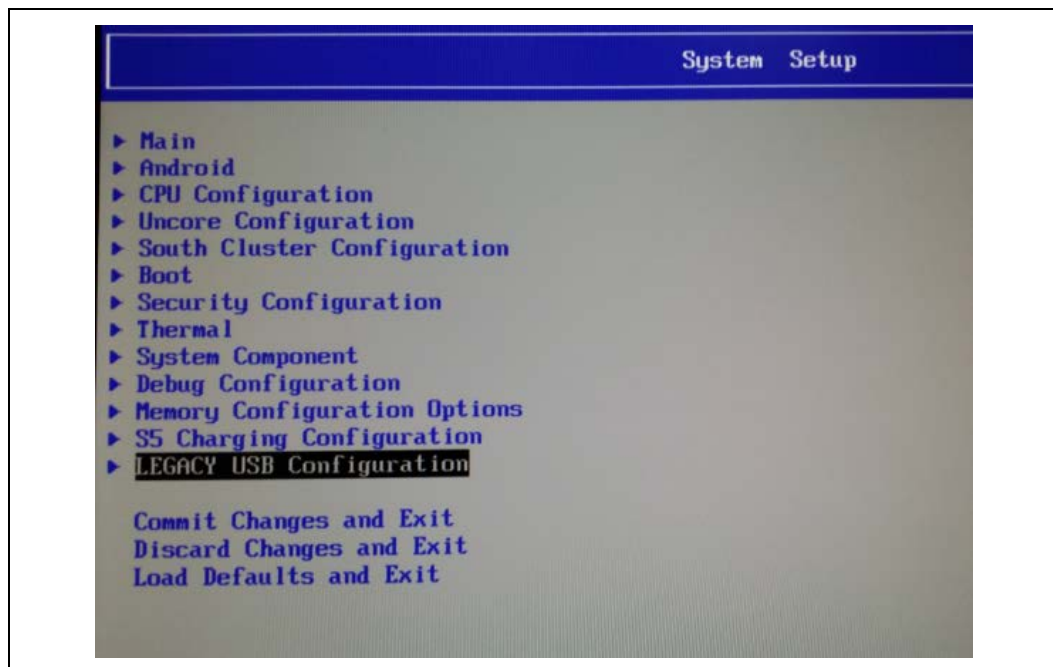 System Setup
Main
Android
CPU Configuration
Uncore Configuration
South Cluster Configuration
Boot
Security Configuration
Thermal
System Component
Debug Configuration
Memory Configuration Options
S5 Charging Configuration
LEGACY USB Configuration
Commit Changes and Exit
Discard Changes and Exit
Load Defaults and Exit